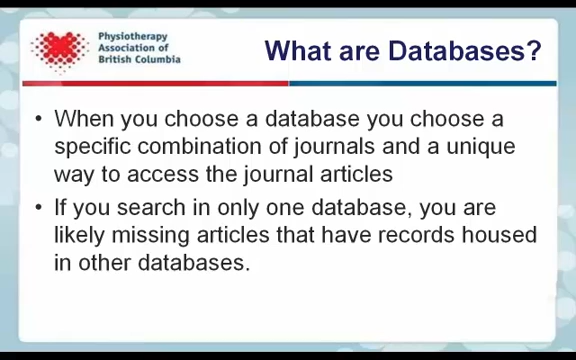 Physiotherapy
Association of
British Columbia
What are Databases?
• When you choose a database you choose a
specific combination of journals and a unique
way to access the journal articles
• If you search in only one database, you are
likely missing articles that have records housed
in other databases.